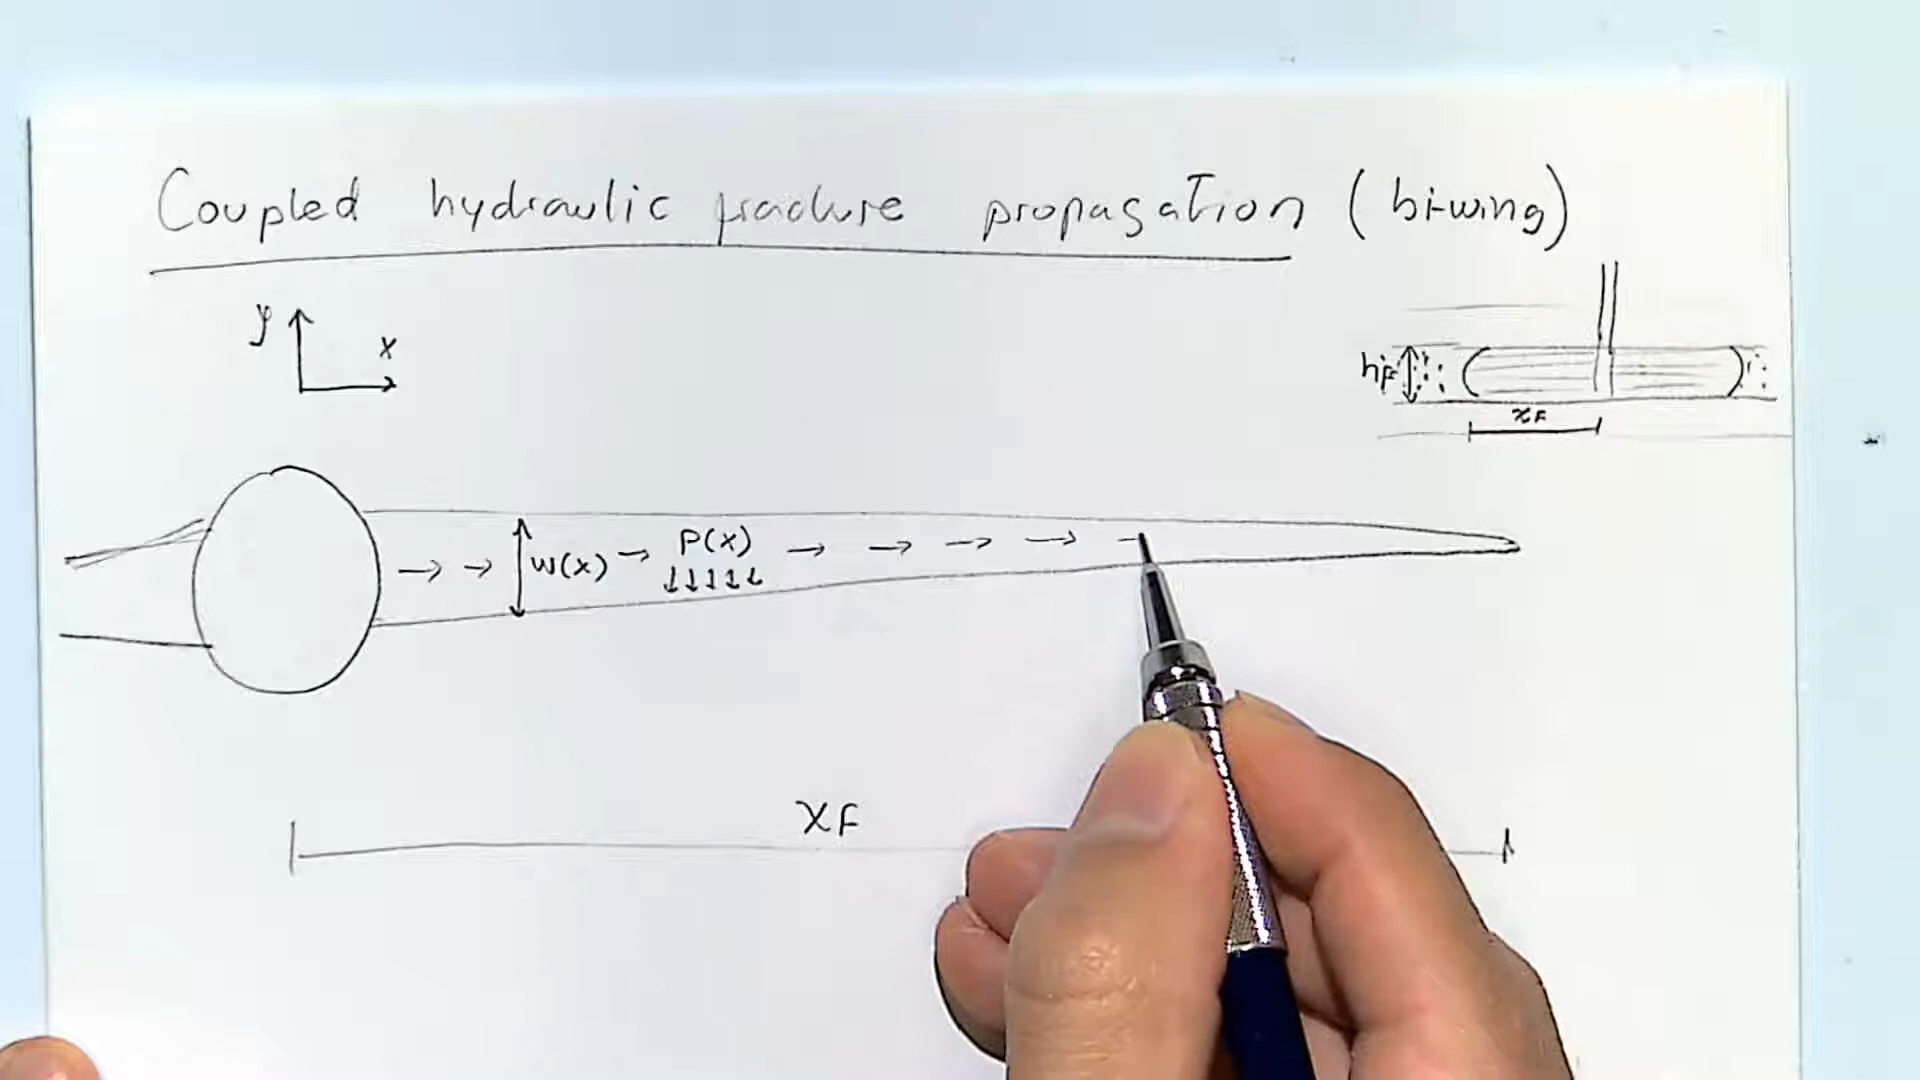 Coupled hydraulic fracture propagation (bi-wing)
y
x
hF
xF
w(x)
P(x)
xF